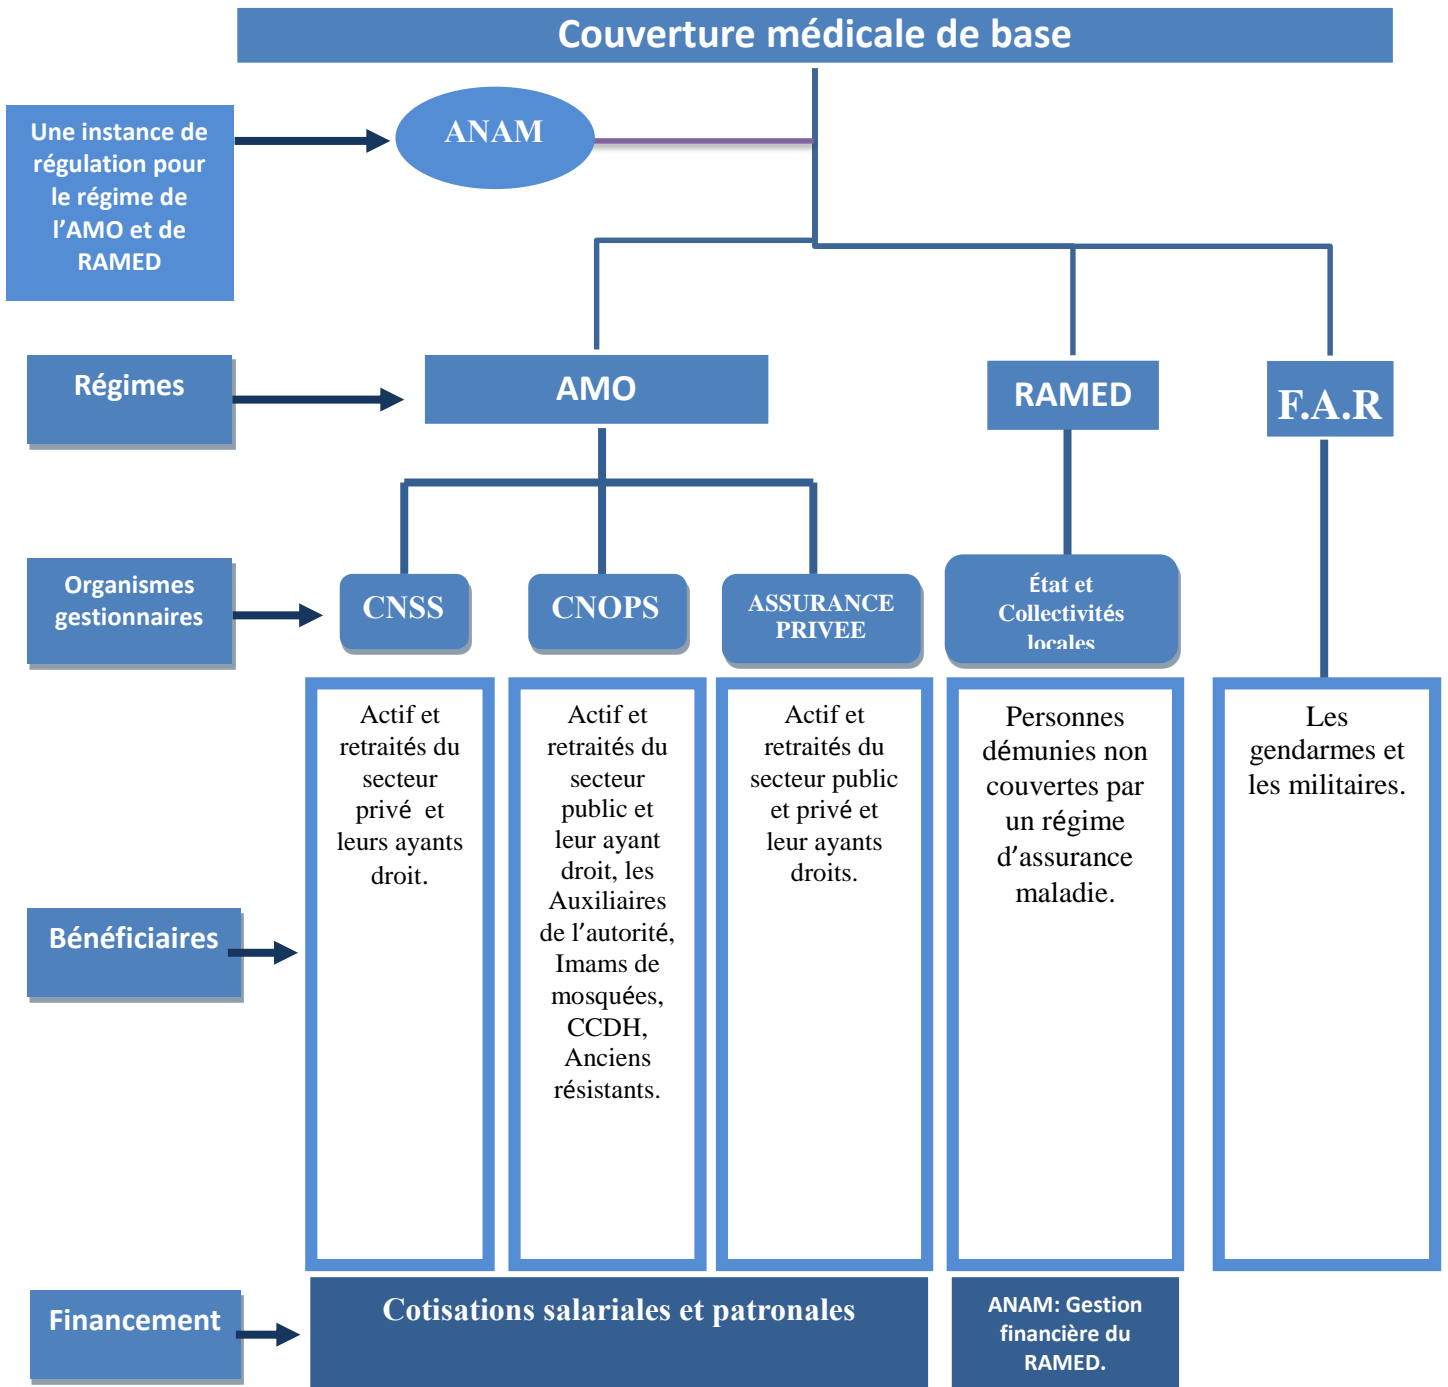 Couverture médicale de base
Une instance de
régulation pour
le régime de
l’AMO et de
RAMED
ANAM
Régimes
AMO
RAMED
F.A.R
Organismes
gestionnaires
CNSS
CNOPS
ASSURANCE
PRIVEE
État et
Collectivités
locales
Bénéficiaires
Actif et
retraités du
secteur
privé et
leurs ayants
droit.
Actif et
retraités du
secteur
public et
leur ayant
droit, les
Auxiliaires
de l’autorité,
Imams de
mosquées,
CCDH,
Anciens
résistants.
Actif et
retraités du
secteur public
et privé et
leur ayants
droits.
Personnes
démunies non
couvertes par
un régime
d’assurance
maladie.
Les
gendarmes et
les militaires.
Financement
Cotisations salariales et patronales
ANAM: Gestion
financière du
RAMED.